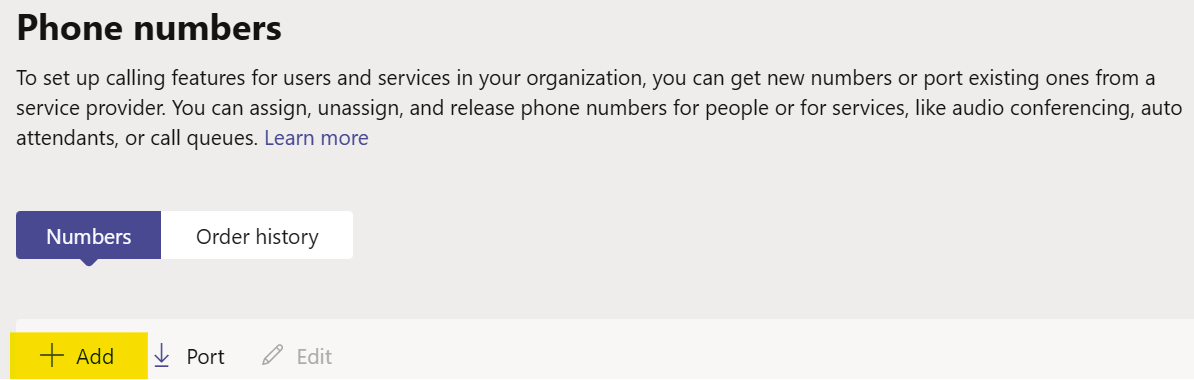 Phone numbers
To set up calling features for users and services in your organization, you can get new numbers or port existing ones from a
service provider. You can assign, unassign, and release phone numbers for people or for services, like audio conferencing, auto
attendants, or call queues. Learn more
Numbers Order history
Add Port Edit